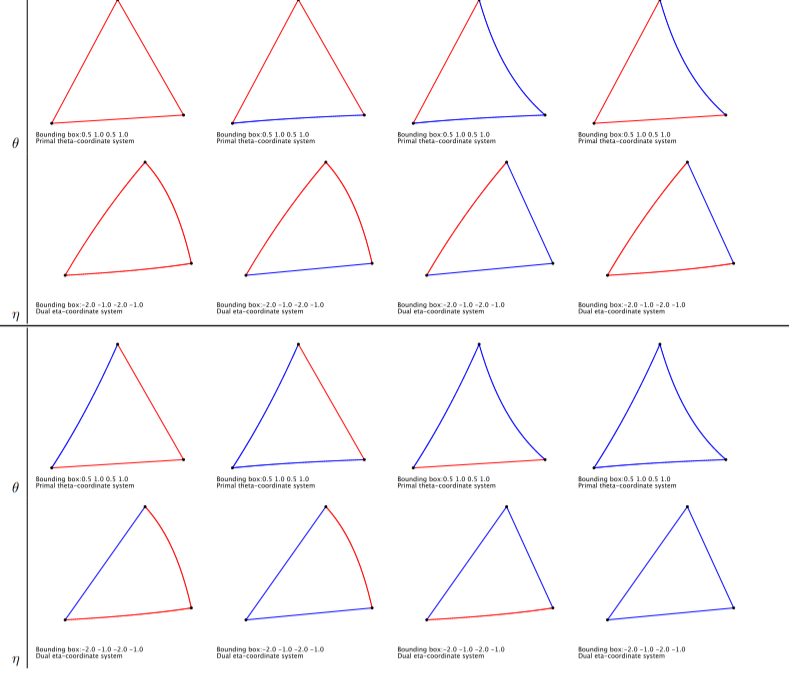 Bounding box:0.5 1.0 0.5 1.0
Primal theta-coordinate system
Bounding box:0.5 1.0 0.5 1.0
Primal theta-coordinate system
Bounding box:0.5 1.0 0.5 1.0
Primal theta-coordinate system
Bounding box:0.5 1.0 0.5 1.0
Primal theta-coordinate system
θ
Bounding box:-2.0 -1.0 -2.0 -1.0
Dual eta-coordinate system
Bounding box:-2.0 -1.0 -2.0 -1.0
Dual eta-coordinate system
Bounding box:-2.0 -1.0 -2.0 -1.0
Dual eta-coordinate system
Bounding box:-2.0 -1.0 -2.0 -1.0
Dual eta-coordinate system
η
Bounding box:0.5 1.0 0.5 1.0
Primal theta-coordinate system
Bounding box:0.5 1.0 0.5 1.0
Primal theta-coordinate system
Bounding box:0.5 1.0 0.5 1.0
Primal theta-coordinate system
Bounding box:0.5 1.0 0.5 1.0
Primal theta-coordinate system
θ
Bounding box:-2.0 -1.0 -2.0 -1.0
Dual eta-coordinate system
Bounding box:-2.0 -1.0 -2.0 -1.0
Dual eta-coordinate system
Bounding box:-2.0 -1.0 -2.0 -1.0
Dual eta-coordinate system
Bounding box:-2.0 -1.0 -2.0 -1.0
Dual eta-coordinate system
η